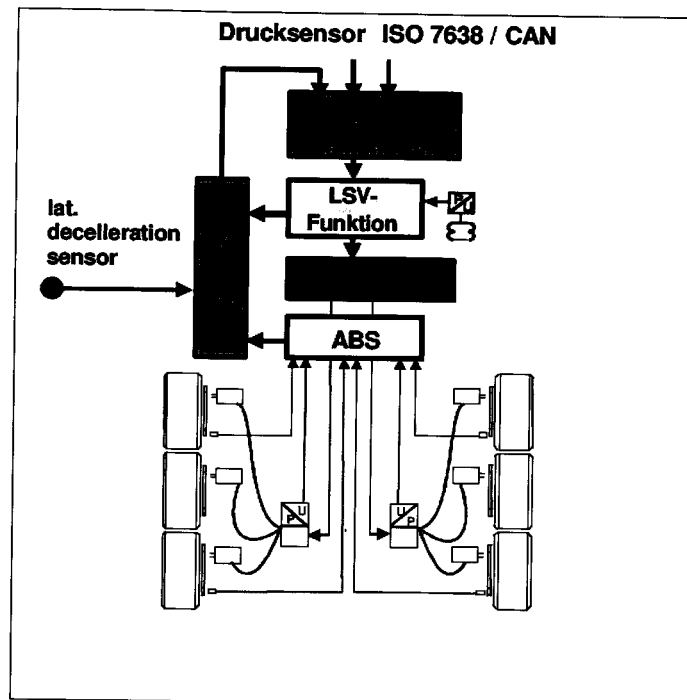 Drucksensor ISO 7638 / CAN
LSV-
Funktion
P
U
lat.
decelleration
sensor
ABS
U
P
U
P